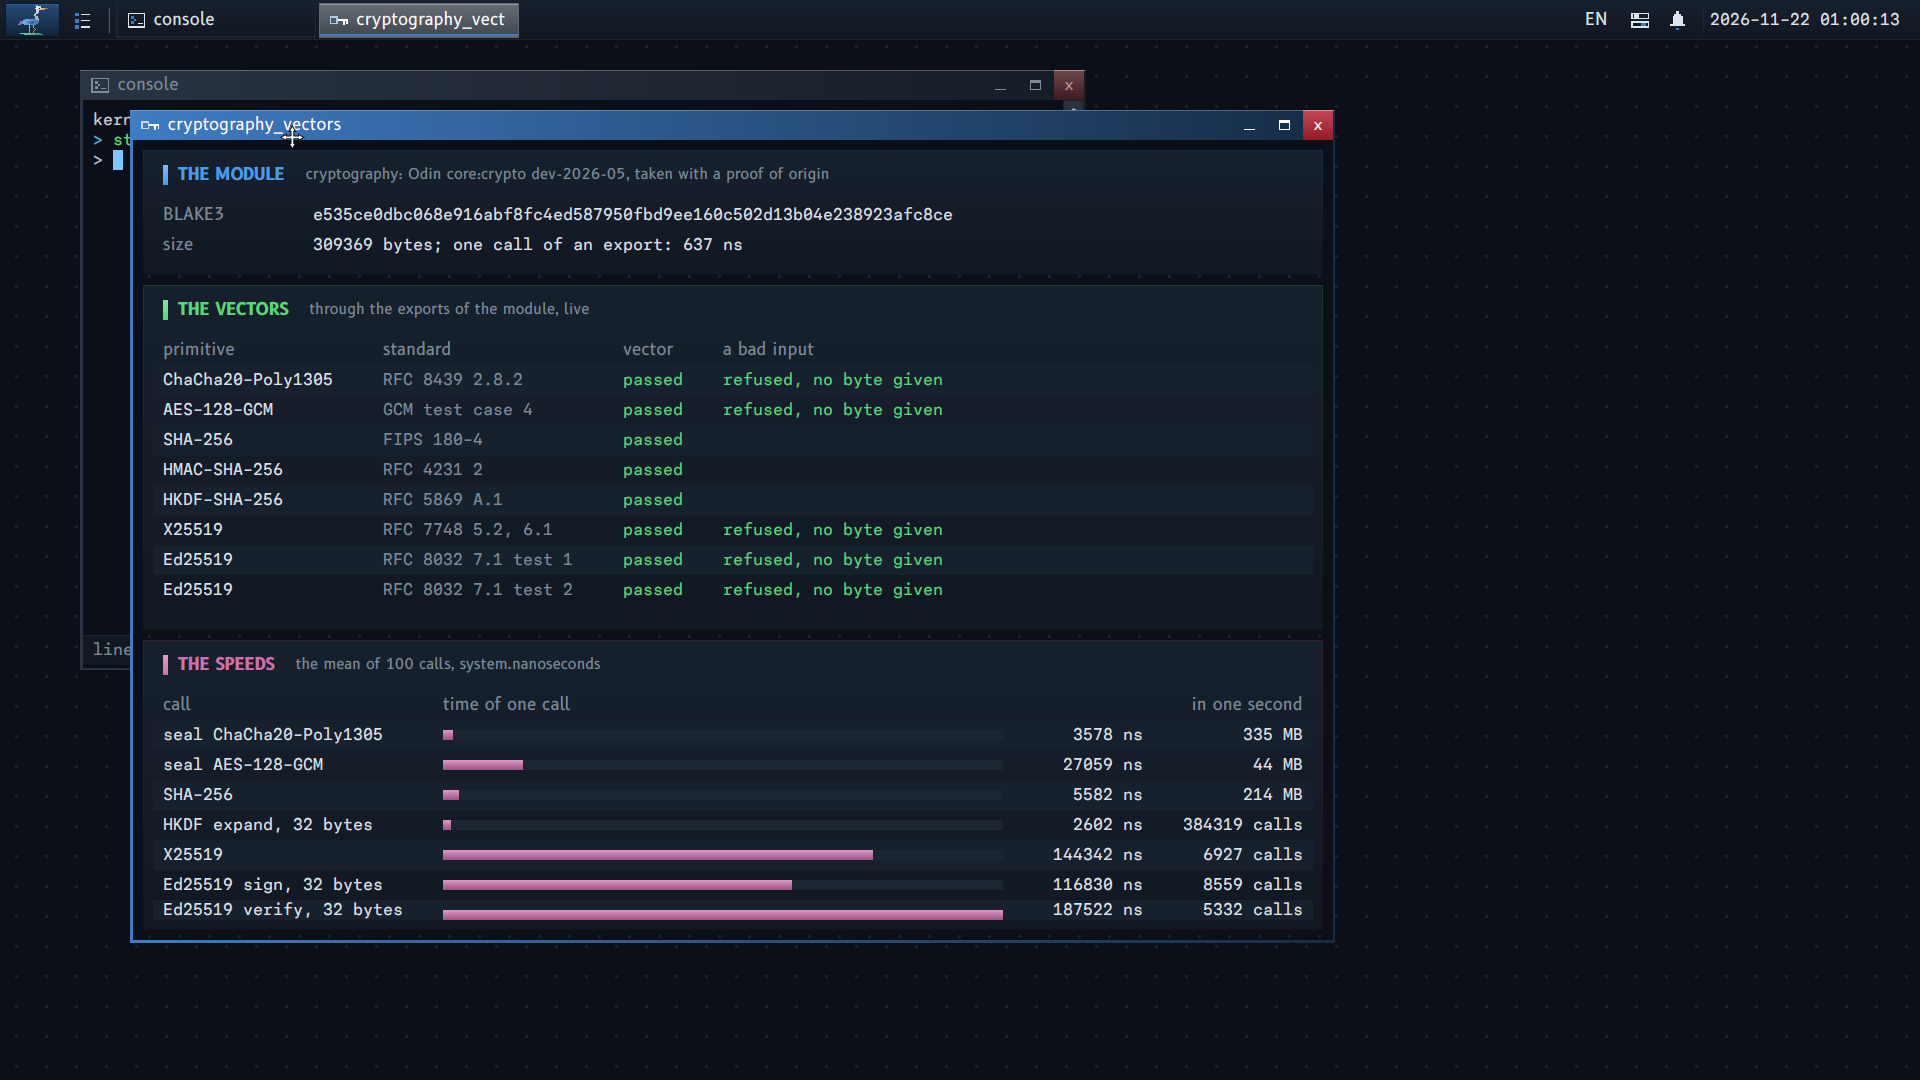 console
cryptography_vect
EN
2026-11-22 01:00:13
console
x
kern
cryptography_vectors
x
> st
>
THE MODULE cryptography: Odin core:crypto dev-2026-05, taken with a proof of origin
BLAKE3 e535ce0dbc068e916abf8fc4ed587950fbd9ee160c502d13b04e238923afc8ce
size 309369 bytes; one call of an export: 637 ns
THE VECTORS through the exports of the module, live
primitive standard vector a bad input
ChaCha20-Poly1305 RFC 8439 2.8.2 passed refused, no byte given
AES-128-GCM GCM test case 4 passed refused, no byte given
SHA-256 FIPS 180-4 passed
HMAC-SHA-256 RFC 4231 2 passed
HKDF-SHA-256 RFC 5869 A.1 passed
X25519 RFC 7748 5.2, 6.1 passed refused, no byte given
Ed25519 RFC 8032 7.1 test 1 passed refused, no byte given
Ed25519 RFC 8032 7.1 test 2 passed refused, no byte given
line
THE SPEEDS the mean of 100 calls, system.nanoseconds
call time of one call in one second
seal ChaCha20-Poly1305 3578 ns 335 MB
seal AES-128-GCM 27059 ns 44 MB
SHA-256 5582 ns 214 MB
HKDF expand, 32 bytes 2602 ns 384319 calls
X25519 144342 ns 6927 calls
Ed25519 sign, 32 bytes 116830 ns 8559 calls
Ed25519 verify, 32 bytes 187522 ns 5332 calls